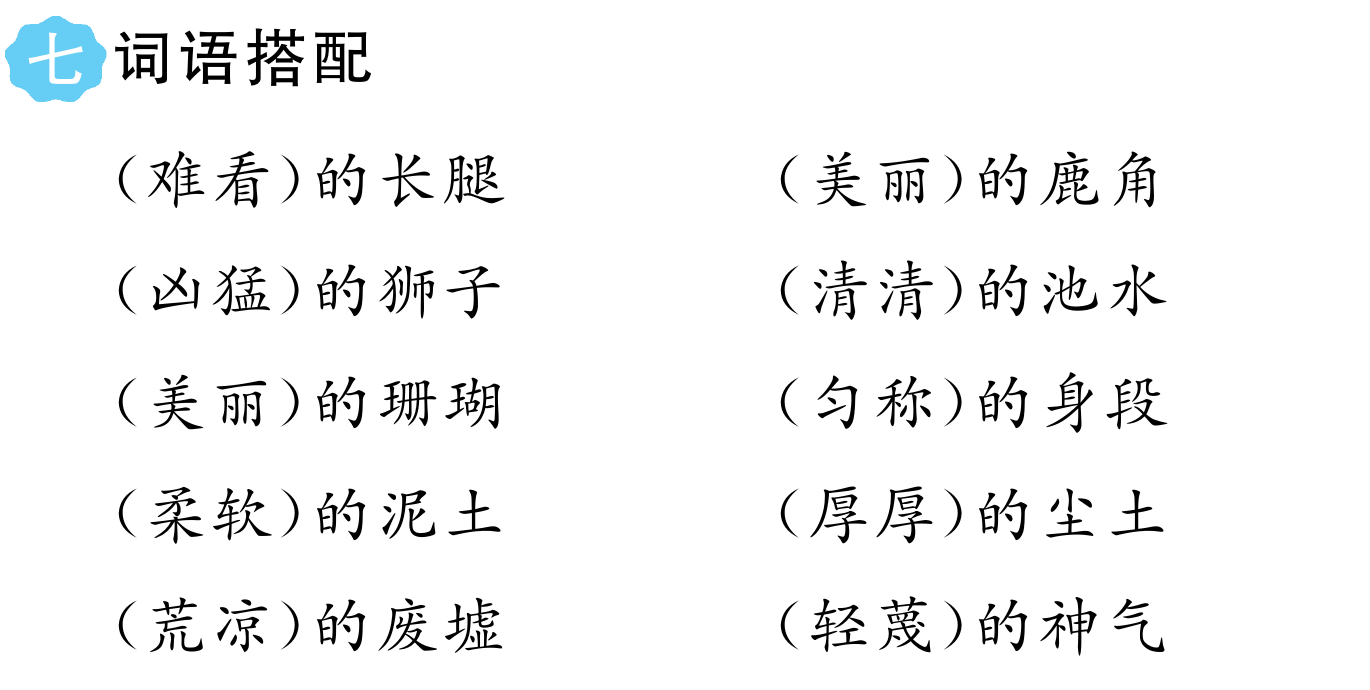 七 词语搭配
（难看）的长腿 （美丽）的鹿角
（凶猛）的狮子 （清清）的池水
（美丽）的珊瑚 （匀称）的身段
（柔软）的泥土 （厚厚）的尘土
（荒凉）的废墟 （轻蔑）的神气